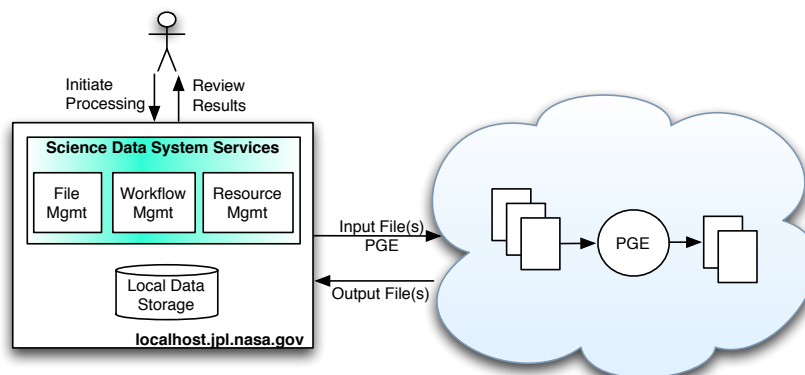 Initiate
Processing
Review
Results
Science Data System Services
File
Mgmt
Workflow
Mgmt
Resource
Mgmt
Local Data
Storage
localhost.jpl.nasa.gov
Input File(s)
PGE
Output File(s)
PGE